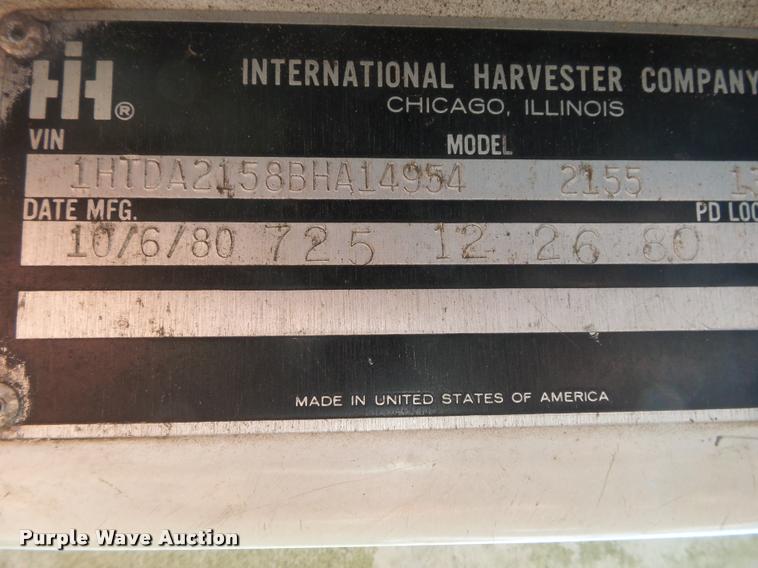 IH®
INTERNATIONAL HARVESTER COMPANY
CHICAGO, ILLINOIS
VIN MODEL
1HTDA2158BHA14954 2155
DATE MFG. PD LOC
10/6/80 725 12 26 80
MADE IN UNITED STATES OF AMERICA
Purple Wave Auction